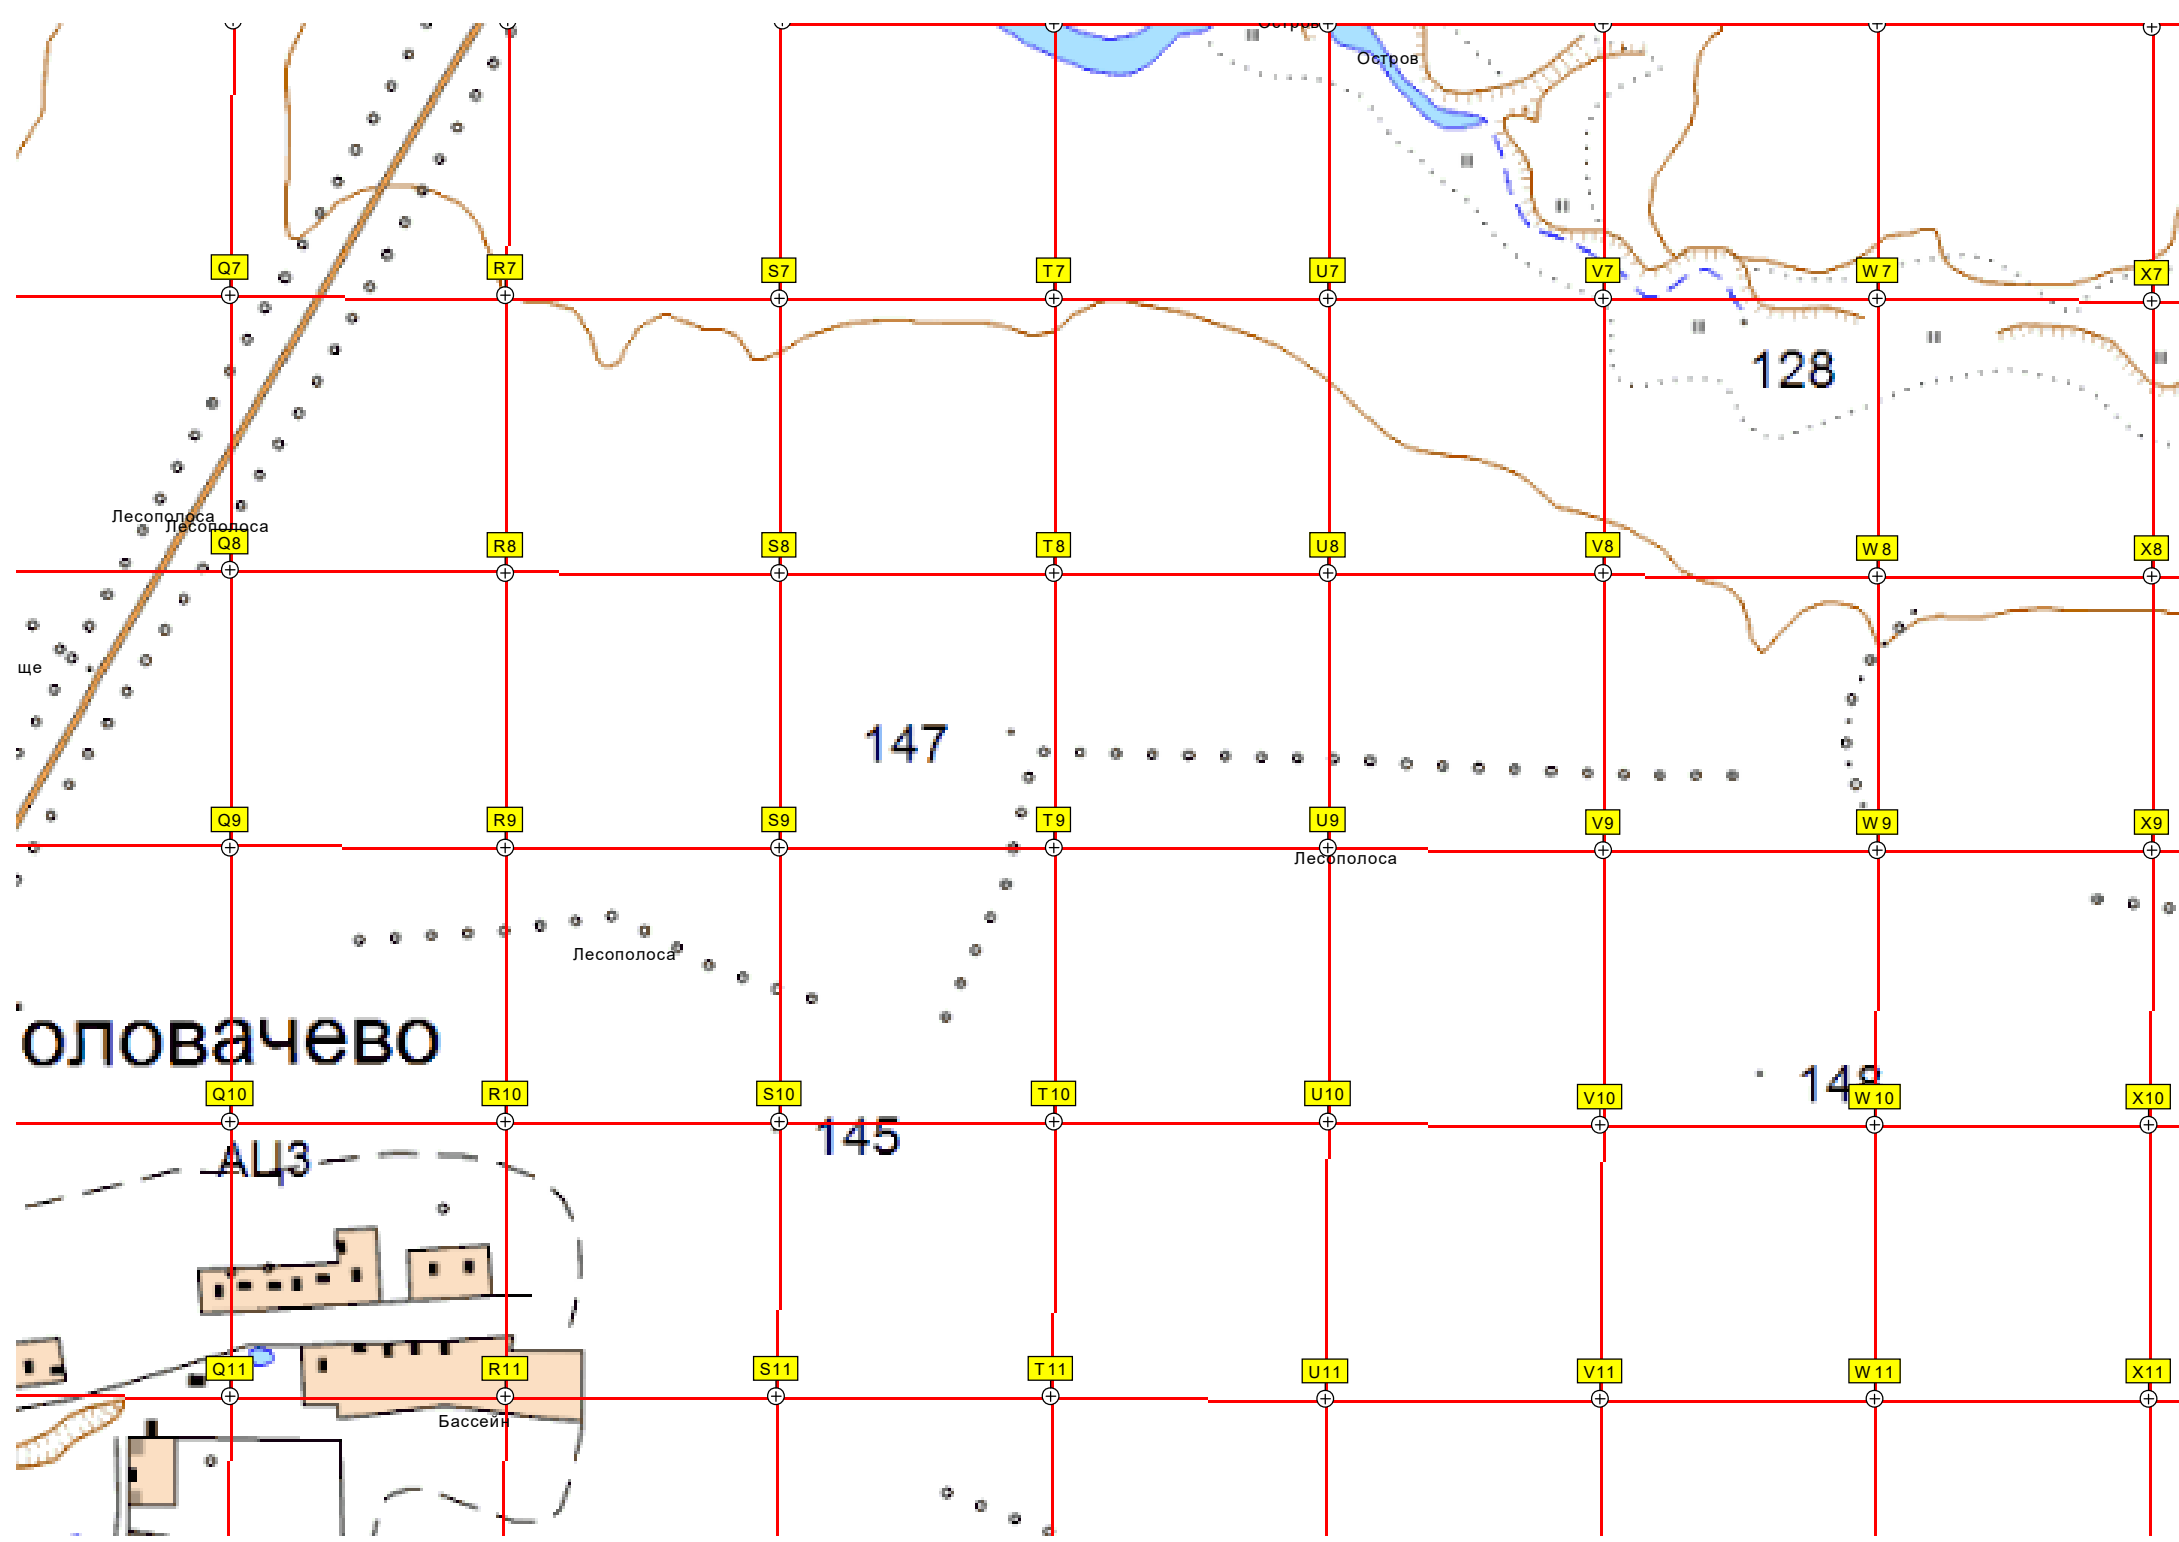 Остров
Остров
Q7
R7
S7
T7
U7
V7
W7
X7
128
Лесополоса
Лесополоса
Q8
R8
S8
T8
U8
V8
W8
X8
ще
147
Q9
R9
S9
T9
U9
V9
W9
X9
Лесополоса
Лесополоса
оловачево
148
Q10
R10
S10
T10
U10
V10
W10
X10
145
АЦЗ
Q11
R11
S11
T11
U11
V11
W11
X11
Бассейн